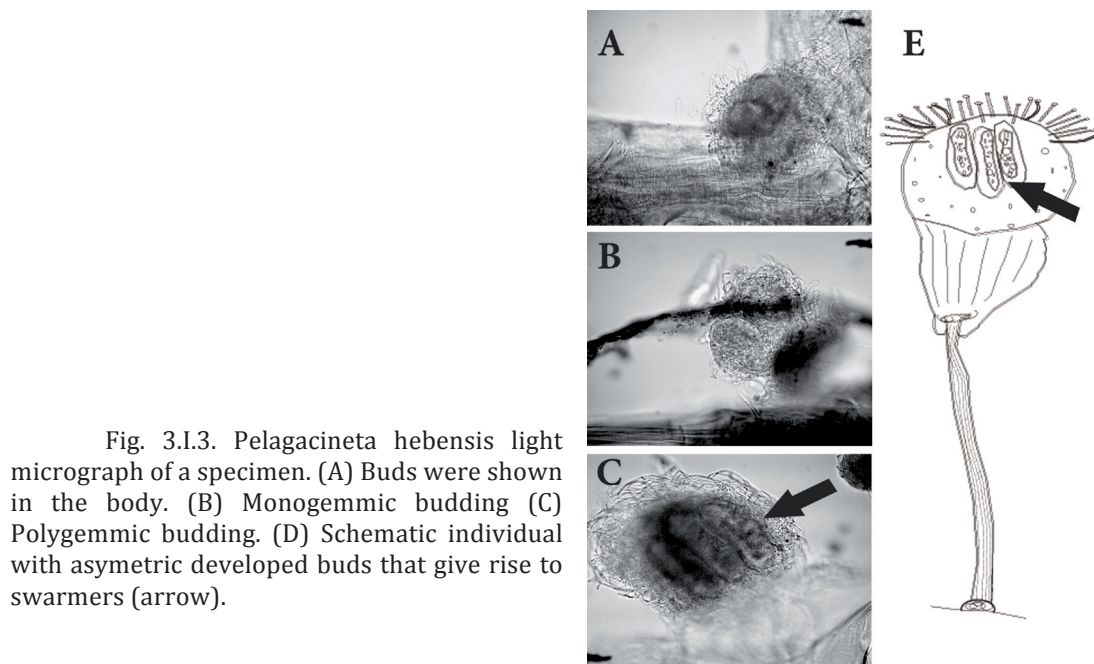 A
E
B
C
Fig. 3.I.3. Pelagacineta hebensis light
micrograph of a specimen. (A) Buds were shown
in the body. (B) Monogemmic budding (C)
Polygemmic budding. (D) Schematic individual
with asymetric developed buds that give rise to
swarmers (arrow).